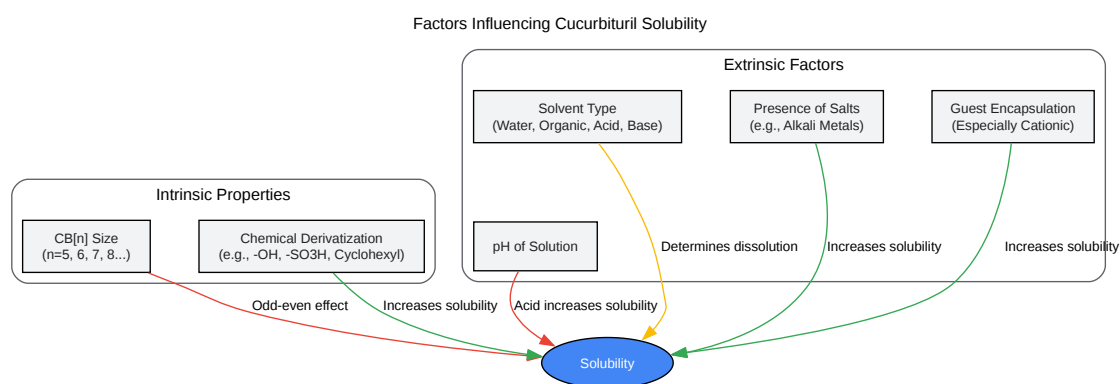 Factors Influencing Cucurbituril Solubility
Extrinsic Factors
Solvent Type
(Water, Organic, Acid, Base)
Presence of Salts
(e.g., Alkali Metals)
Guest Encapsulation
(Especially Cationic)
Intrinsic Properties
CB[n] Size
(n=5, 6, 7, 8...)
Chemical Derivatization
(e.g., -OH, -SO3H, Cyclohexyl)
pH of Solution
Determines dissolution
Increases solubility
Increases solubility
Odd-even effect
Increases solubility
Acid increases solubility
Solubility